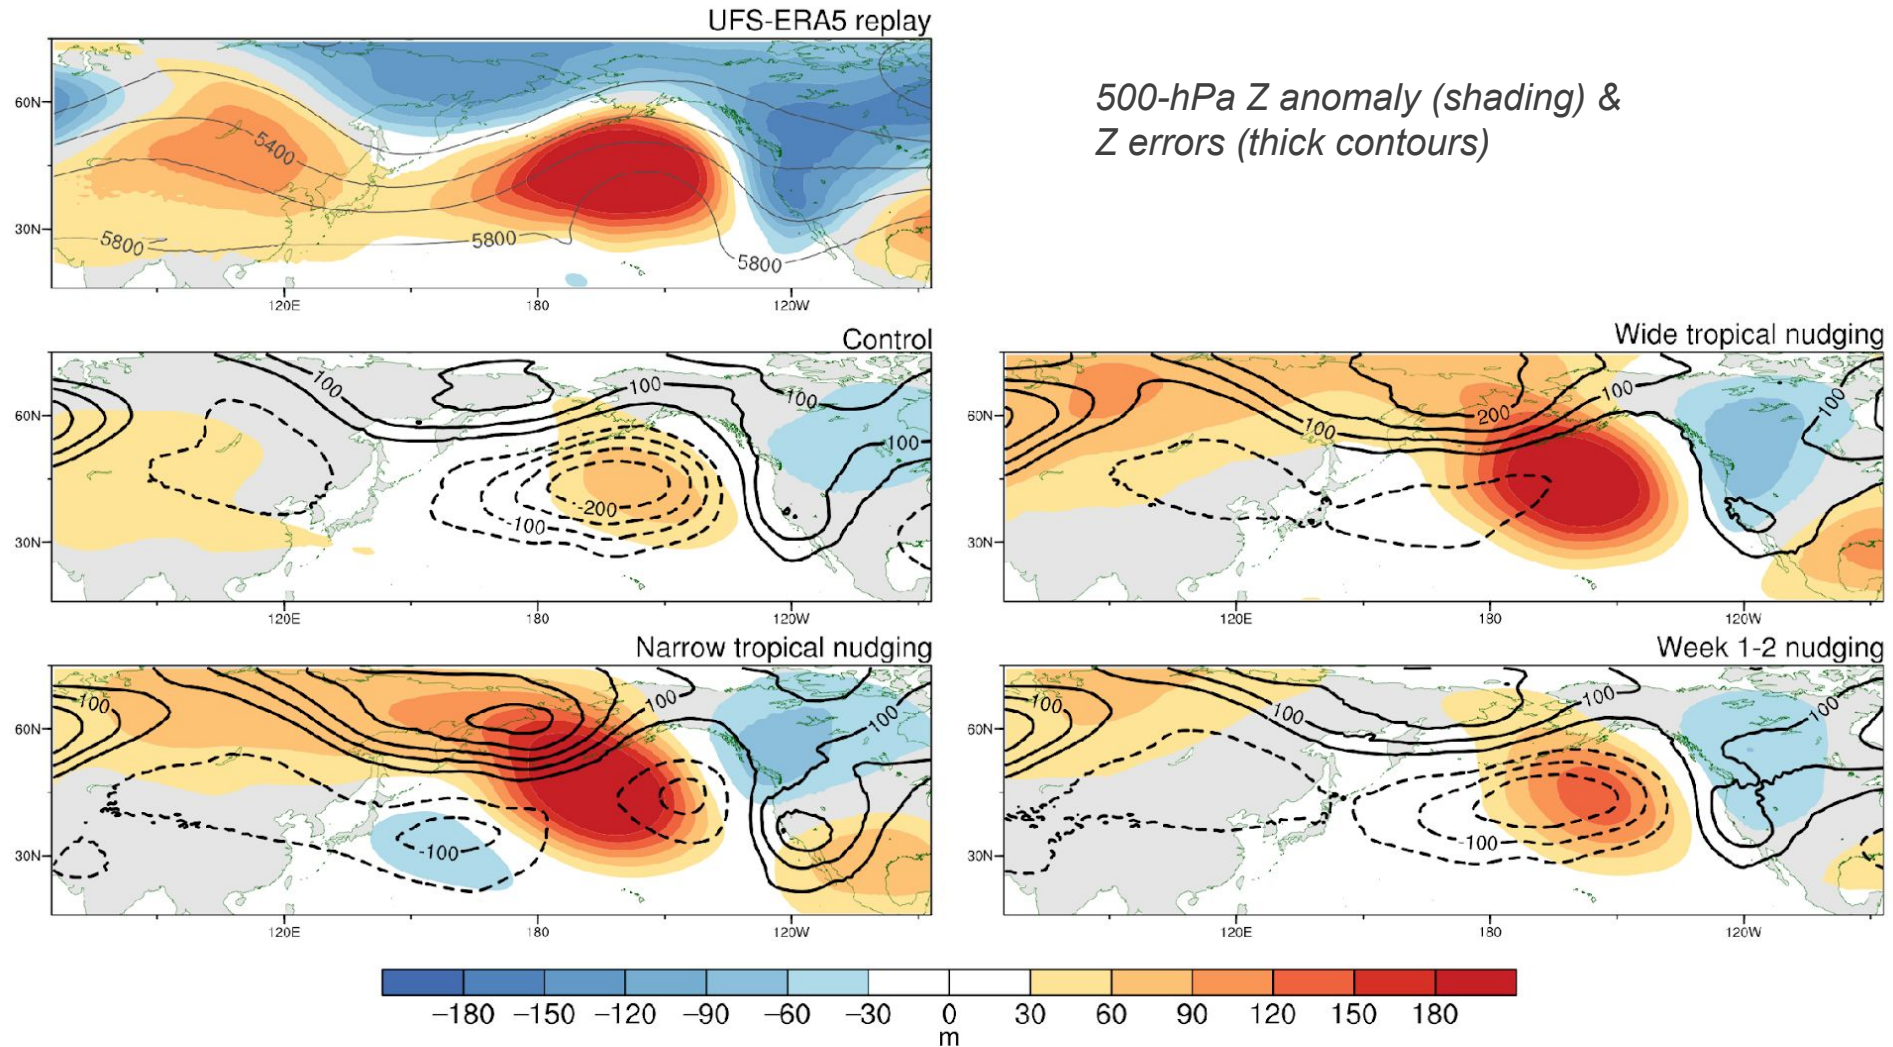 UFS-ERA5 replay
60N
30N
5400
5800
5800
5800
120E
180
120W
500-hPa Z anomaly (shading) &
Z errors (thick contours)
Control
60N
30N
100
100
100
100
-200
-100
120E
180
120W
Wide tropical nudging
60N
30N
100
200
100
100
120E
180
120W
Narrow tropical nudging
60N
30N
100
100
100
-100
120E
180
120W
Week 1-2 nudging
60N
30N
100
100
100
100
-100
120E
180
120W
−180 −150 −120 −90 −60 −30 0 30 60 90 120 150 180
m